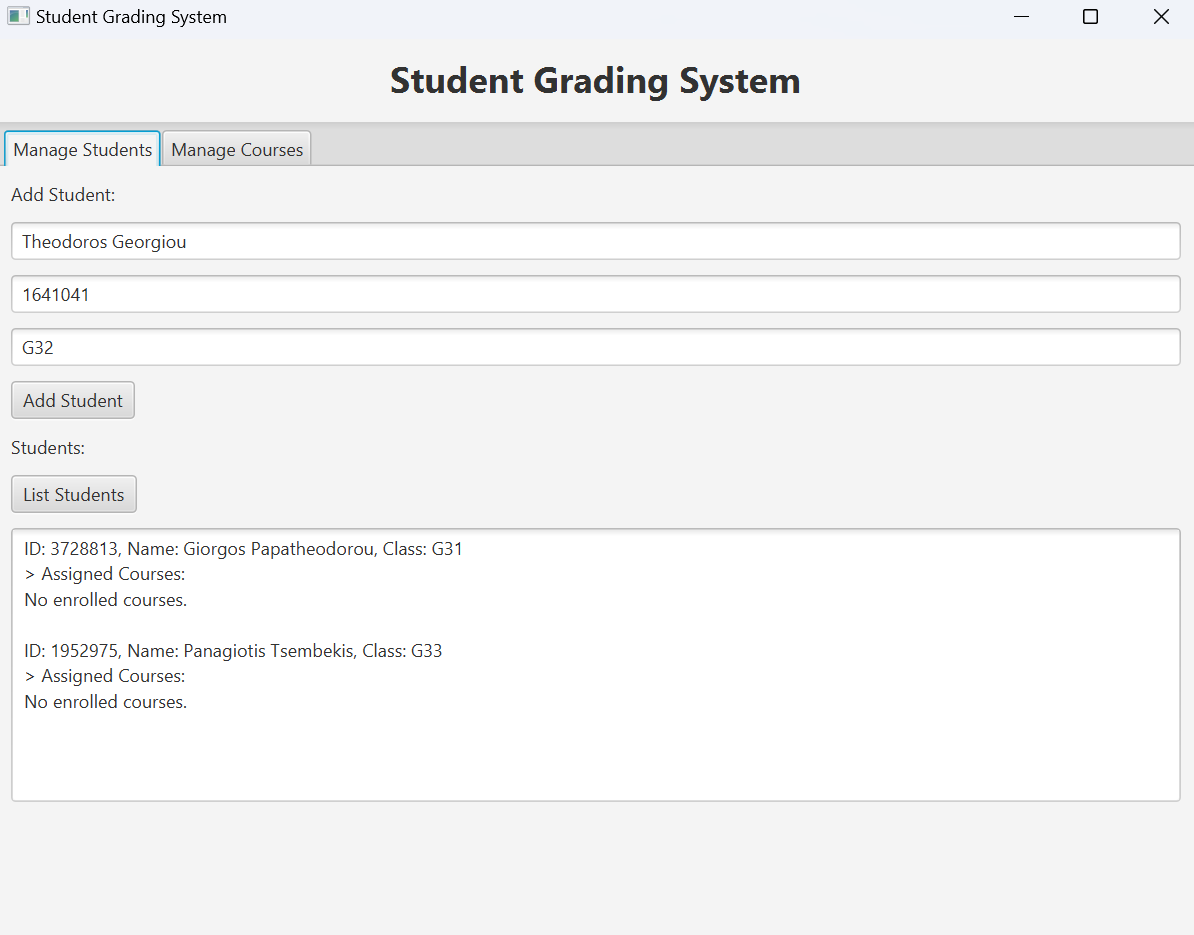 Student Grading System
Student Grading System
Manage Students Manage Courses
Add Student:
Theodoros Georgiou
1641041
G32
Add Student
Students:
List Students
ID: 3728813, Name: Giorgos Papatheodorou, Class: G31
> Assigned Courses:
No enrolled courses.
ID: 1952975, Name: Panagiotis Tsembekis, Class: G33
> Assigned Courses:
No enrolled courses.